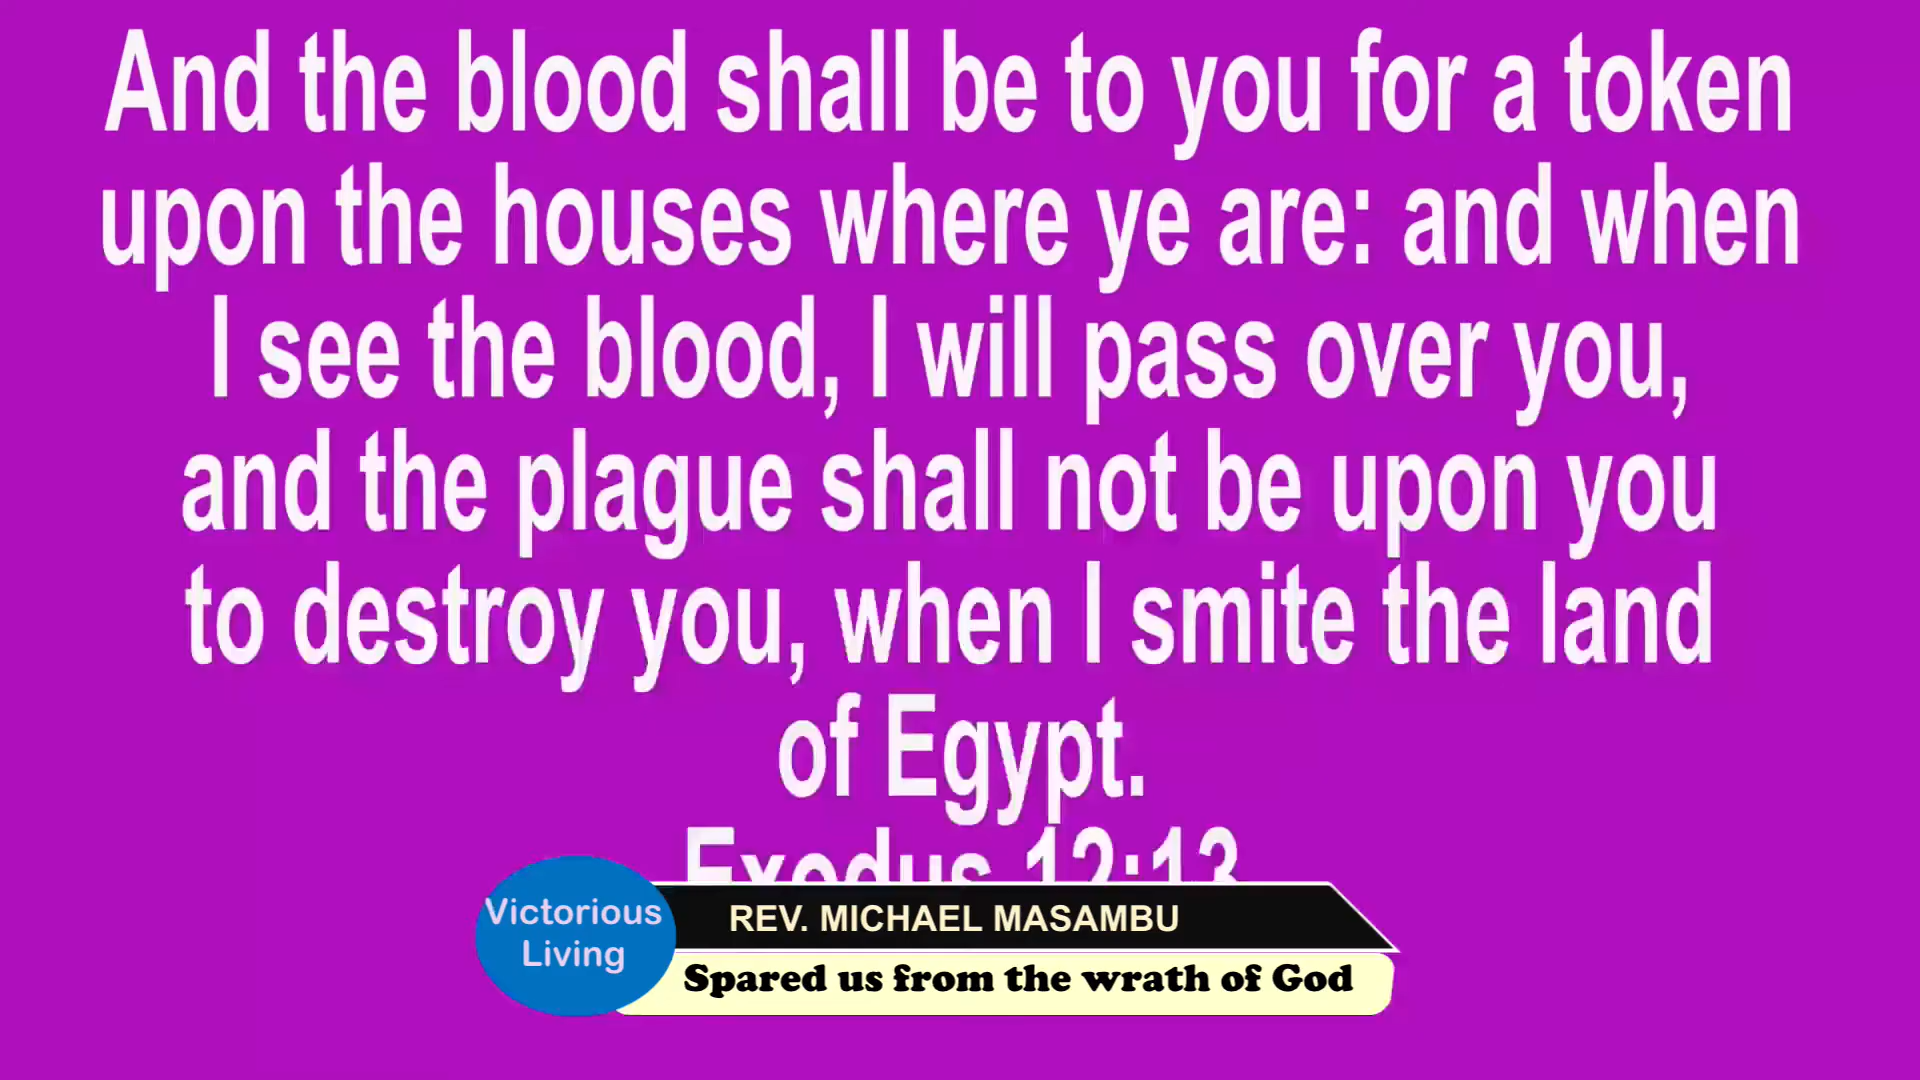 And the blood shall be to you for a token
upon the houses where ye are: and when
I see the blood, I will pass over you,
and the plague shall not be upon you
to destroy you, when I smite the land
of Egypt.
Exodus 12:13
Victorious
Living
REV. MICHAEL MASAMBU
Spared us from the wrath of God